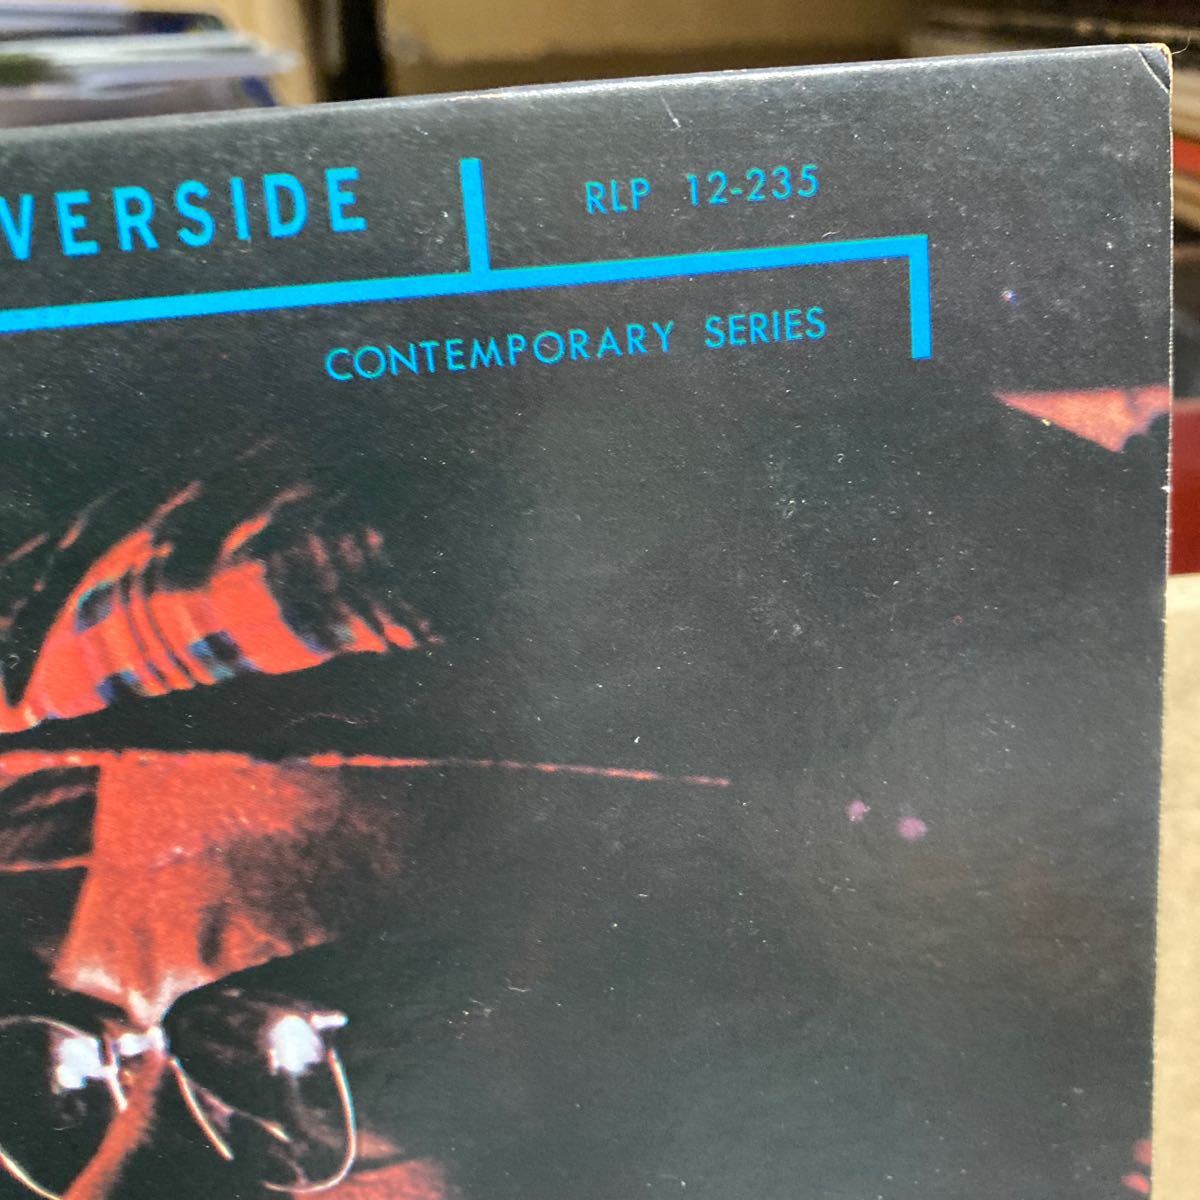 VERSIDE
RLP 12-235
CONTEMPORARY SERIES